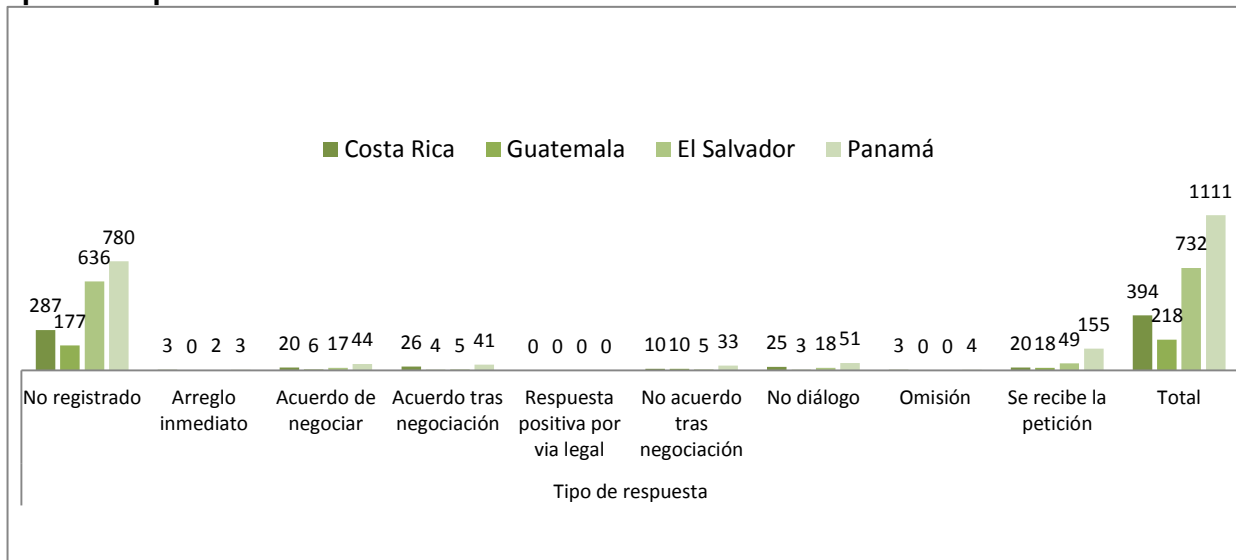 Costa Rica Guatemala El Salvador Panamá
287 177 636 780
3 0 2 3
20 6 17 44
26 4 5 41
0 0 0 0
10 10 5 33
25 3 18 51
3 0 0 4
20 18 49 155
394 218 732 1111
No registrado
Arreglo
inmediato
Acuerdo de
negociar
Acuerdo tras
negociación
Respuesta
positiva por
via legal
No acuerdo
tras
negociación
No diálogo
Omisión
Se recibe la
petición
Total
Tipo de respuesta